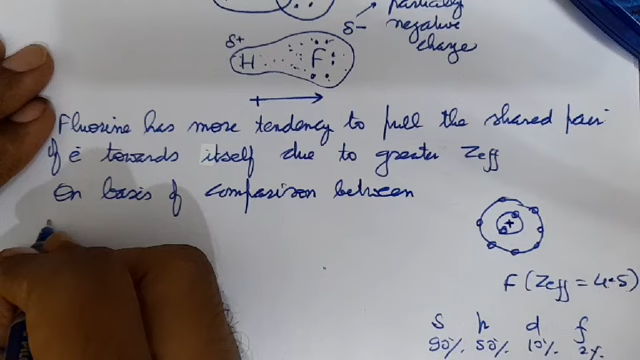 partially
δ- negative
charge
δ+
H F
Fluorine has more tendency to pull the shared pair
of e towards itself due to greater Zeff
On basis of comparison between
+
F (Zeff = 4.5)
s p d f
90%. 50%. 10%. 2%.